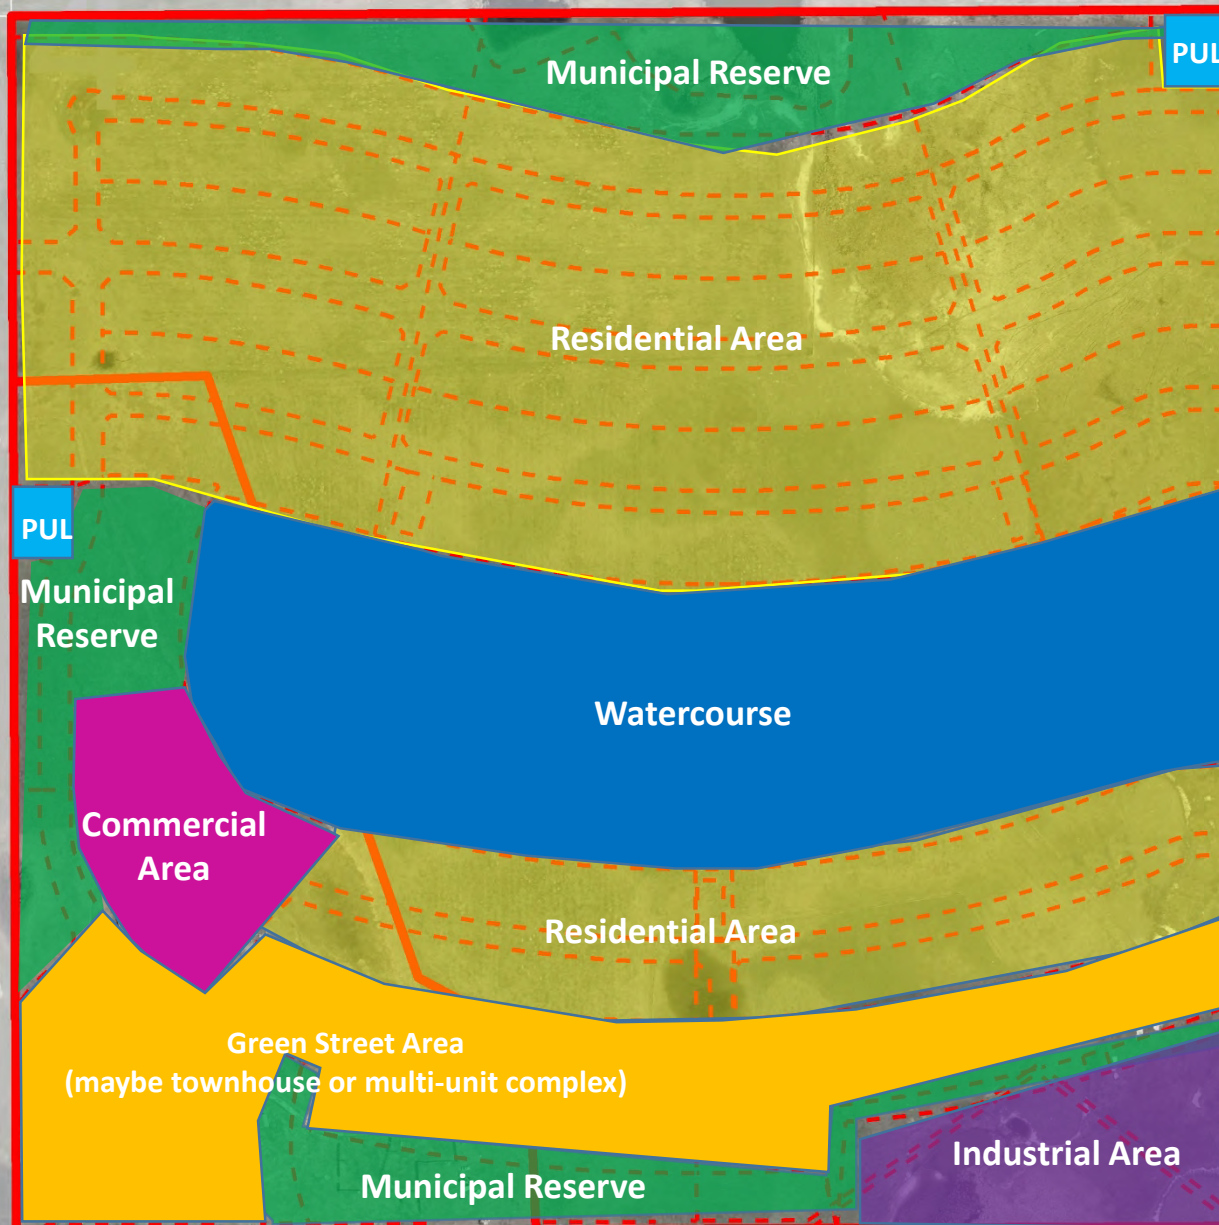 Municipal Reserve
PUL
Residential Area
PUL
Municipal
Reserve
Watercourse
Commercial
Area
Residential Area
Green Street Area
(maybe townhouse or multi-unit complex)
Industrial Area
Municipal Reserve